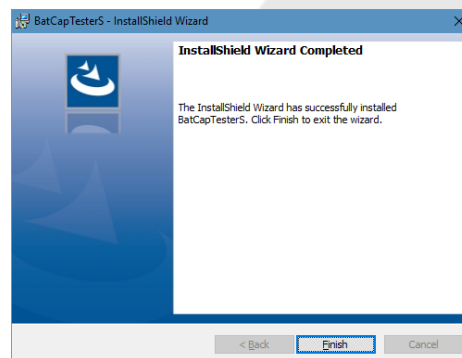 BatCapTesterS - InstallShield Wizard
InstallShield Wizard Completed
The InstallShield Wizard has successfully installed
BatCapTesterS. Click Finish to exit the wizard.
< Back Finish Cancel